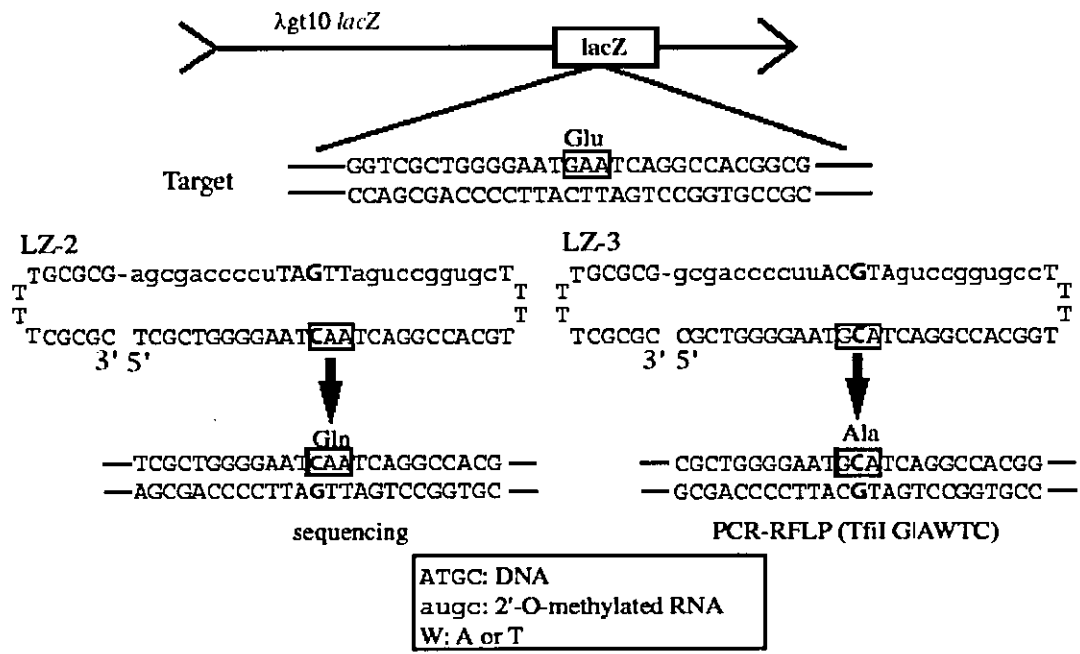 λgt10 lacZ
lacZ
Glu
GGTCGCTGGGGAATGAATCAGGCCACGGCG
Target
CCAGCGACCCCTTACTTAGTCCGGTGCCGC
LZ-2
TGCGCG-agcgaccccuTAGTTaguccggugcT
T T
T T
TCGCGC TCGCTGGGGAATCAATCAGGCCACGT
3' 5'
Gln
TCGCTGGGGAATCAATCAGGCCACG
AGCGACCCCTTAGTTAGTCCGGTGC
sequencing
LZ-3
TGCGCG-gcgaccccuuACGTAguccggugccT
T T
T T
TCGCGC CGCTGGGGAATGCATCAGGCCACGGT
3' 5'
Ala
CGCTGGGGAATGCATCAGGCCACGG
GCGACCCCTTACGTAGTCCGGTGCC
PCR-RFLP (TfiI G|AWTC)
ATGC: DNA
augc: 2'-O-methylated RNA
W: A or T